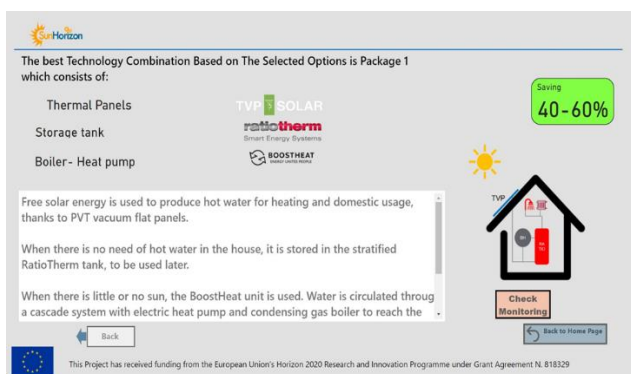 SunHorizon
The best Technology Combination Based on The Selected Options is Package 1
which consists of:
Thermal Panels
TVP SOLAR
Storage tank
ratiotherm
Smart Energy Systems
Boiler- Heat pump
BOOSTHEAT
Saving
40-60%
TVP
Free solar energy is used to produce hot water for heating and domestic usage,
thanks to PVT vacuum flat panels.
When there is no need of hot water in the house, it is stored in the stratified
RatioTherm tank, to be used later.
When there is little or no sun, the BoostHeat unit is used. Water is circulated throug
a cascade system with electric heat pump and condensing gas boiler to reach the
Check
Monitoring
Back
Back to Home Page
This Project has received funding from the European Union's Horizon 2020 Research and Innovation Programme under Grant Agreement N. 818329